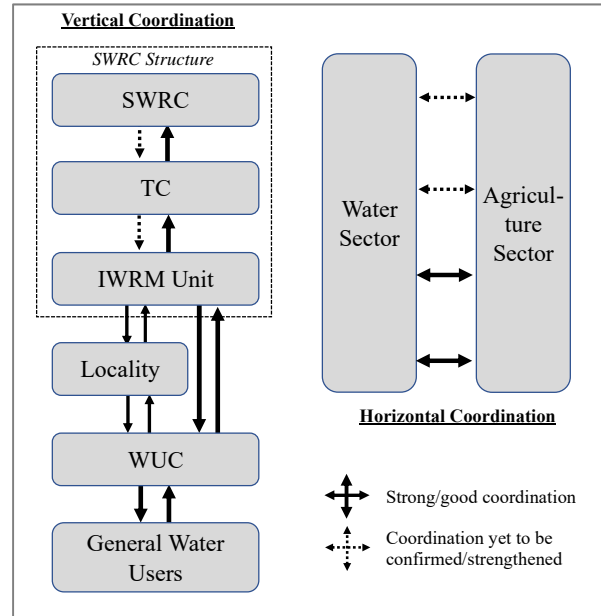 Vertical Coordination
SWRC Structure
SWRC
TC
IWRM Unit
Locality
WUC
General Water
Users
Water
Sector
Agricul-
ture
Sector
Horizontal Coordination
Strong/good coordination
Coordination yet to be
confirmed/strengthened